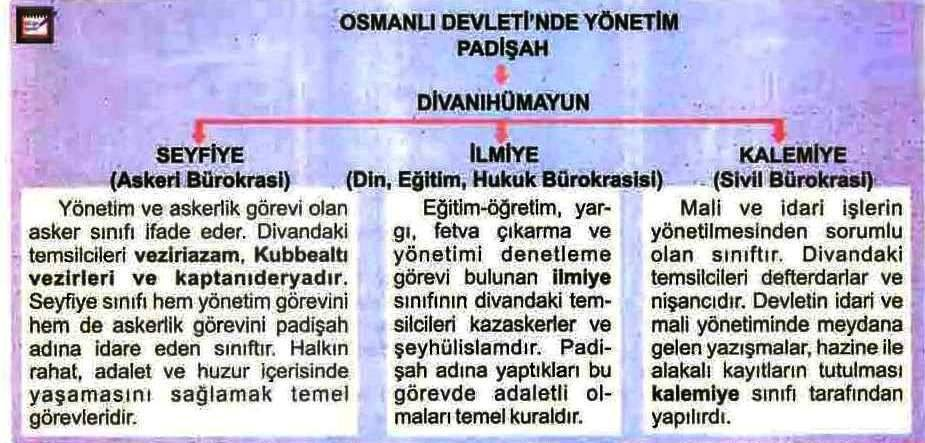 OSMANLI DEVLETİ'NDE YÖNETİM
PADİŞAH
DİVANIHÜMAYUN
SEYFİYE
(Askeri Bürokrasi)
Yönetim ve askerlik görevi olan
asker sınıfı ifade eder. Divandaki
temsilcileri veziriazam, Kubbealtı
vezirleri ve kaptanıderyadır.
Seyfiye sınıfı hem yönetim görevini
hem de askerlik görevini padişah
adına idare eden sınıftır. Halkın
rahat, adalet ve huzur içerisinde
yaşamasını sağlamak temel
görevleridir.
İLMİYE
(Din, Eğitim, Hukuk Bürokrasisi)
Eğitim-öğretim, yar-
gı, fetva çıkarma ve
yönetimi denetleme
görevi bulunan ilmiye
sınıfının divandaki tem-
silcileri kazaskerler ve
şeyhülislamdır. Padi-
şah adına yaptıkları bu
görevde adaletli ol-
maları temel kuraldır.
KALEMİYE
(Sivil Bürokrasi)
Mali ve idari işlerin
yönetilmesinden sorumlu
olan sınıftır. Divandaki
temsilcileri defterdarlar ve
nişancıdır. Devletin idari ve
mali yönetiminde meydana
gelen yazışmalar, hazine ile
alakalı kayıtların tutulması
kalemiye sınıfı tarafından
yapılırdı.